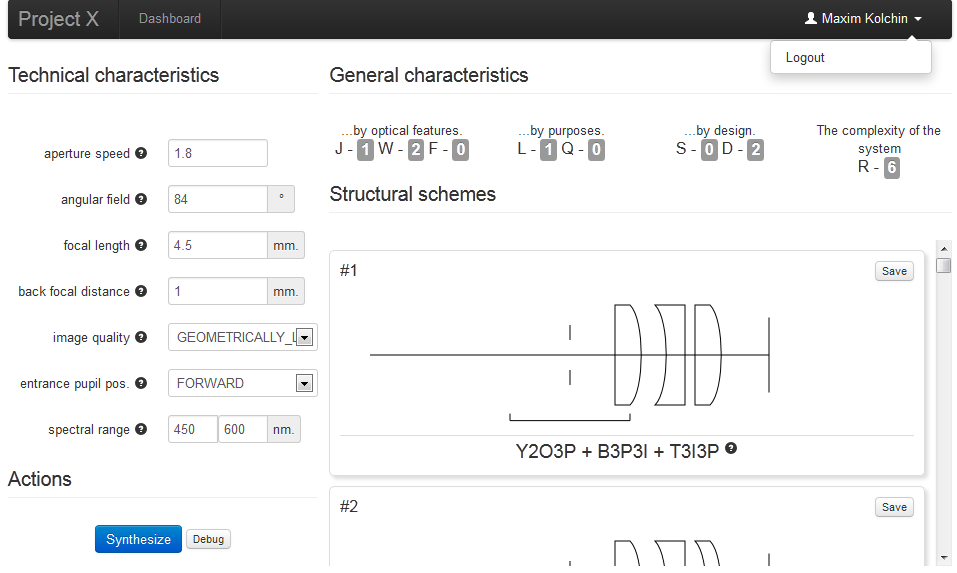 Project X
Dashboard
Maxim Kolchin
Logout
Technical characteristics
aperture speed ? 1.8
angular field ? 84 °
focal length ? 4.5 mm.
back focal distance ? 1 mm.
image quality ? GEOMETRICALLY_L
entrance pupil pos. ? FORWARD
spectral range ? 450 600 nm.
Actions
Synthesize Debug
General characteristics
...by optical features.
J - 1 W - 2 F - 0
...by purposes.
L - 1 Q - 0
...by design.
S - 0 D - 2
The complexity of the
system
R - 6
Structural schemes
#1
Save
Y2O3P + B3P3I + T3I3P ?
#2
Save